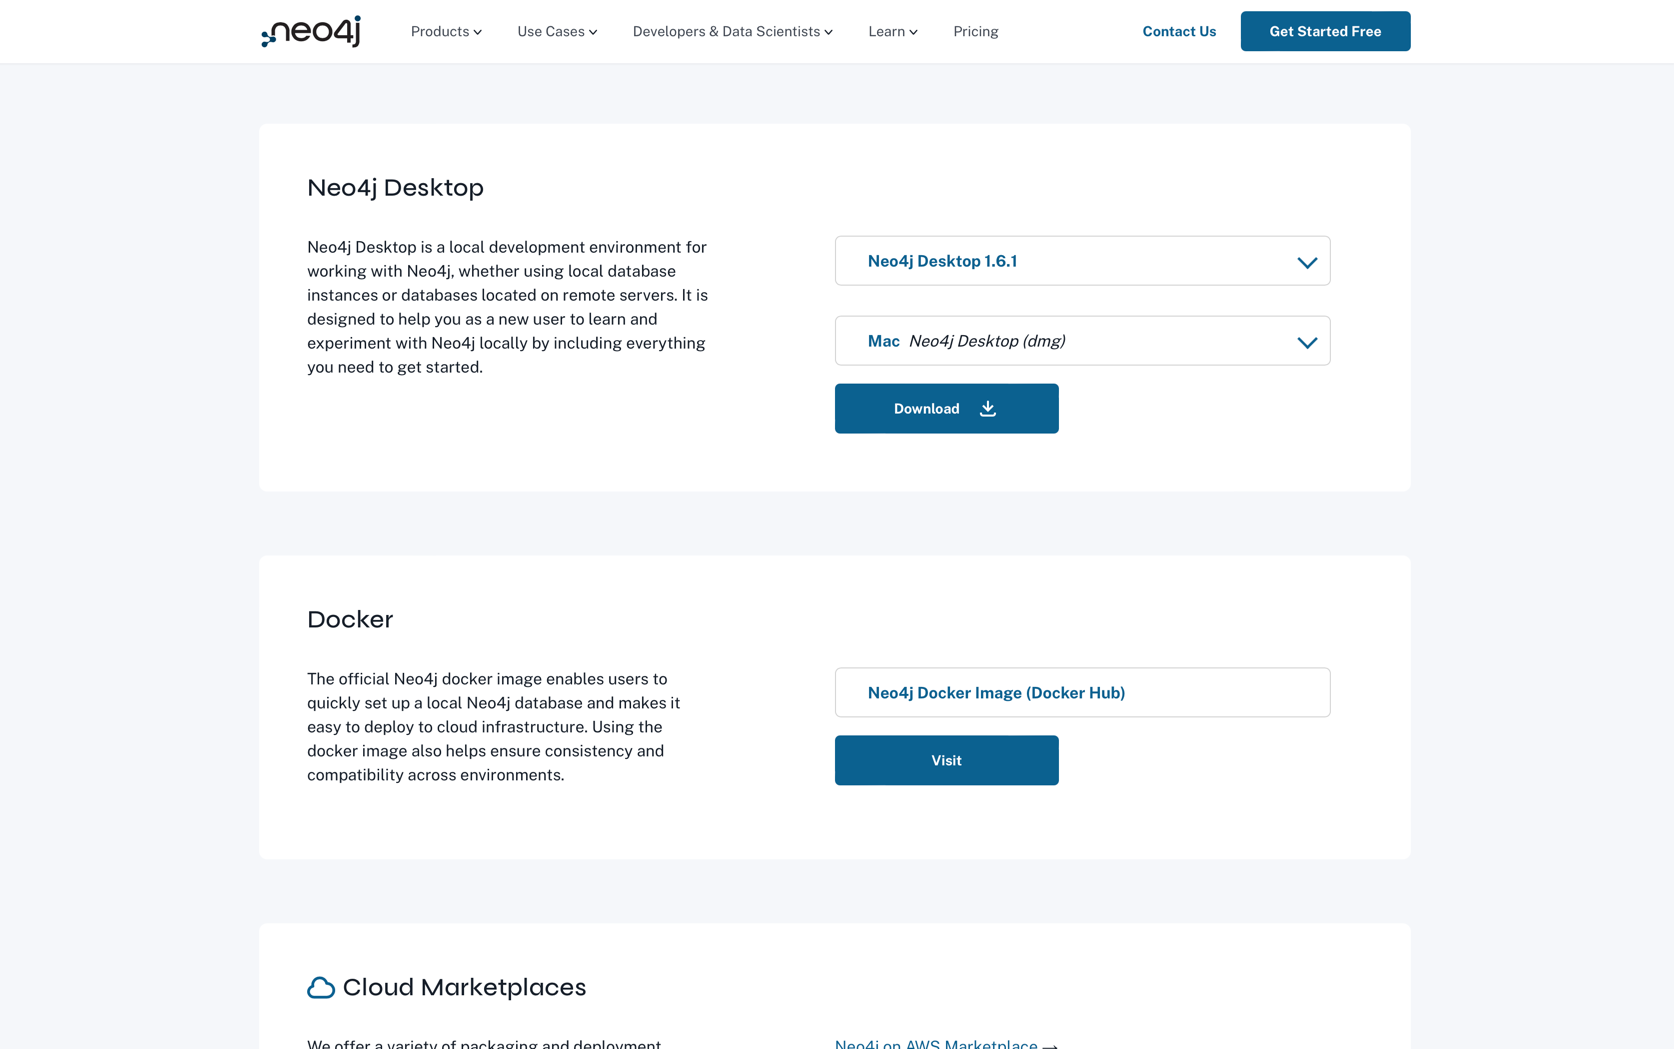 neo4j
Products
Use Cases
Developers & Data Scientists
Learn
Pricing
Contact Us
Get Started Free
Neo4j Desktop
Neo4j Desktop is a local development environment for
working with Neo4j, whether using local database
instances or databases located on remote servers. It is
designed to help you as a new user to learn and
experiment with Neo4j locally by including everything
you need to get started.
Neo4j Desktop 1.6.1
Mac Neo4j Desktop (dmg)
Download
Docker
The official Neo4j docker image enables users to
quickly set up a local Neo4j database and makes it
easy to deploy to cloud infrastructure. Using the
docker image also helps ensure consistency and
compatibility across environments.
Neo4j Docker Image (Docker Hub)
Visit
Cloud Marketplaces
We offer a variety of packaging and deployment
Neo4j on AWS Marketplace →